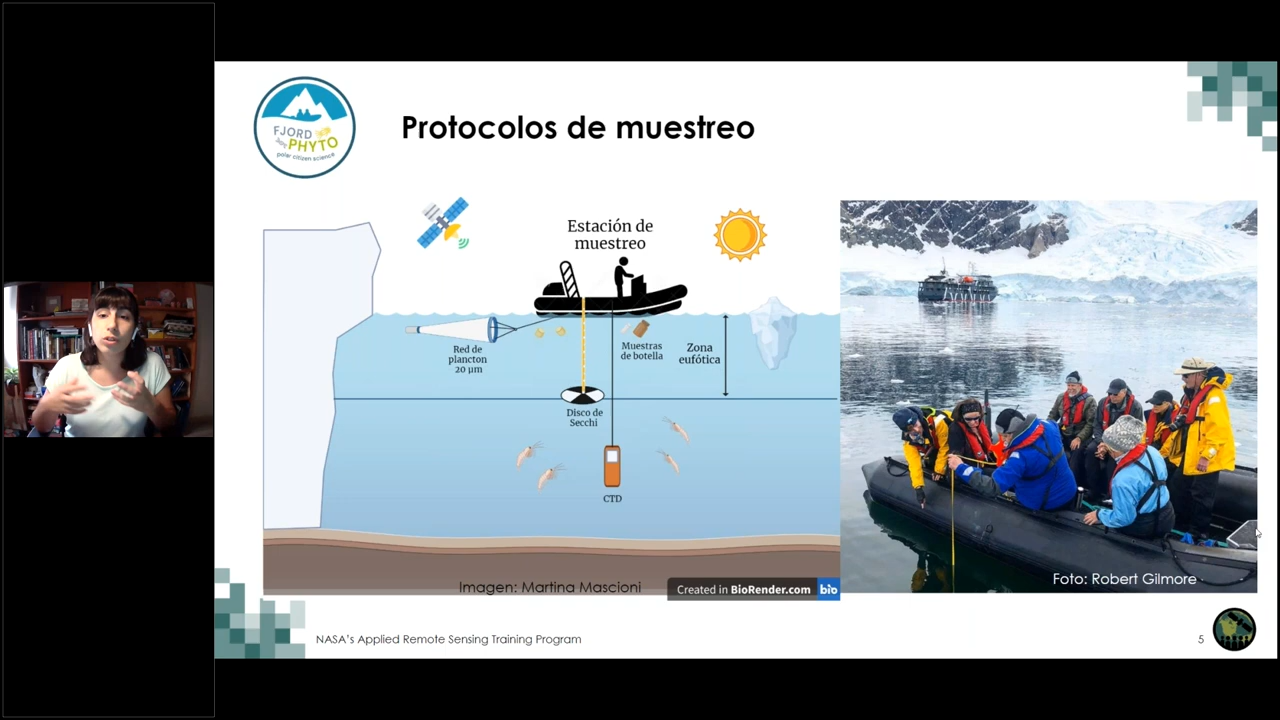 FJORD
PHYTO
polar citizen science
Protocolos de muestreo
Estación de
muestreo
Red de
plancton
20 µm
Muestras
de botella
Zona
eufótica
Disco de
Secchi
CTD
Imagen: Martina Mascioni
Created in BioRender.com
bio
Foto: Robert Gilmore
NASA's Applied Remote Sensing Training Program
5